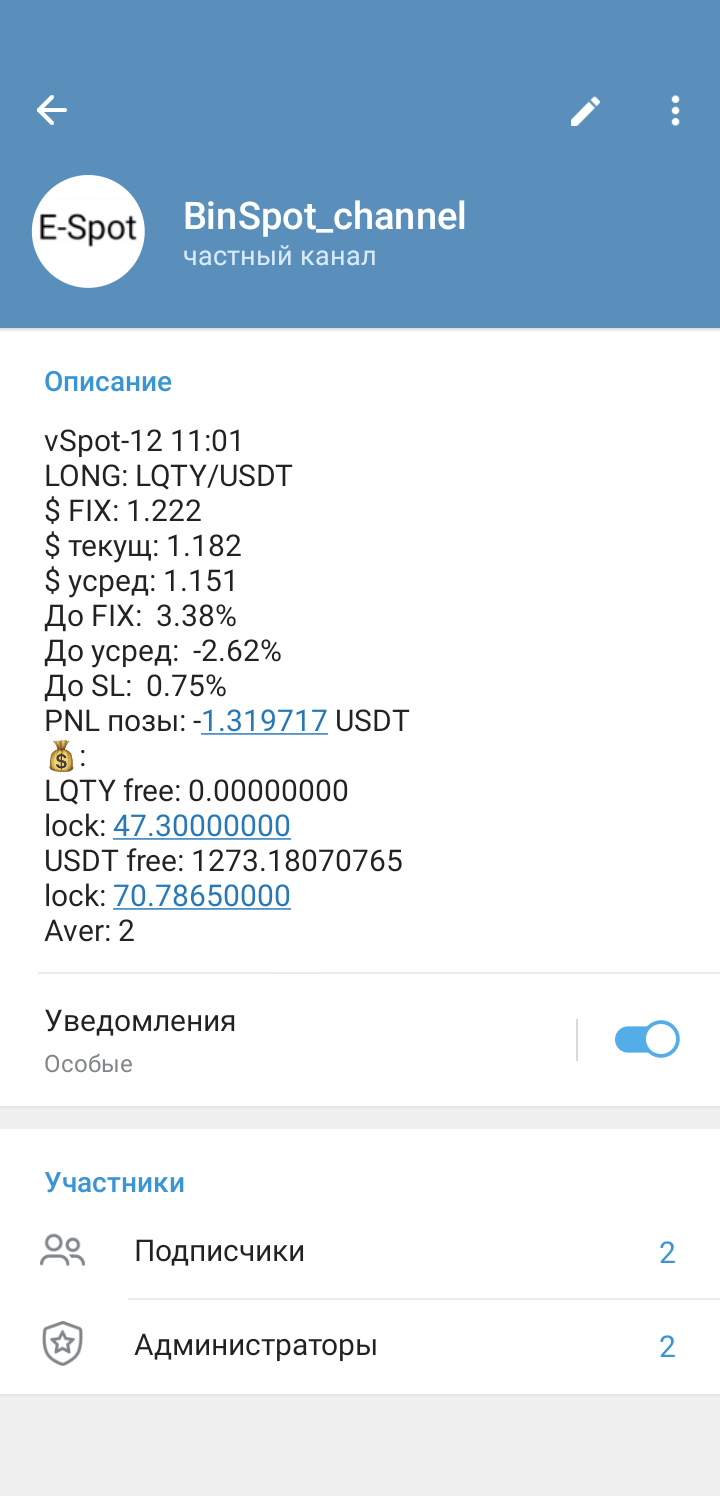 E-Spot
BinSpot_channel
частный канал
Описание
vSpot-12 11:01
LONG: LQTY/USDT
$ FIX: 1.222
$ текущ: 1.182
$ усред: 1.151
До FIX:  3.38%
До усред:  -2.62%
До SL:  0.75%
PNL позы: -1.319717 USDT
💰:
LQTY free: 0.00000000
lock: 47.30000000
USDT free: 1273.18070765
lock: 70.78650000
Aver: 2
Уведомления
Особые
Участники
Подписчики 2
Администраторы 2